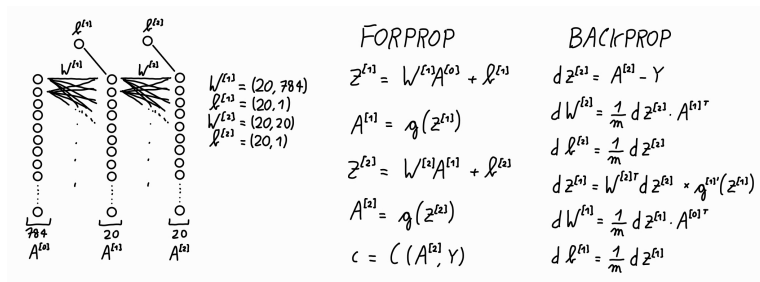 b[1] b[2]
W[1] W[2]
784 20 20
A[0] A[1] A[2]
W[1] = (20, 784)
b[1] = (20,1)
W[2] = (20,20)
b[2] = (20,1)
FORPROP
Z[1] = W[1]A[0] + b[1]
A[1] = g(Z[1])
Z[2] = W[2]A[1] + b[2]
A[2] = g(Z[2])
c = C(A[2], Y)
BACKPROP
dZ[2] = A[2] - Y
dW[2] = 1/m dZ[2] · A[1]T
db[2] = 1/m dZ[2]
dZ[1] = W[2]T dZ[2] * g[1]'(Z[1])
dW[1] = 1/m dZ[1] · A[0]T
db[1] = 1/m dZ[1]